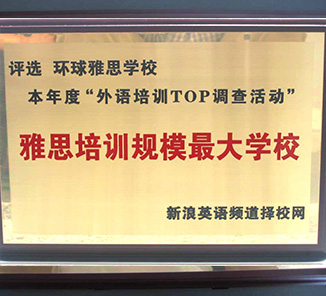 评选 环球雅思学校
本年度“外语培训TOP调查活动”
雅思培训规模最大学校
新浪英语频道择校网